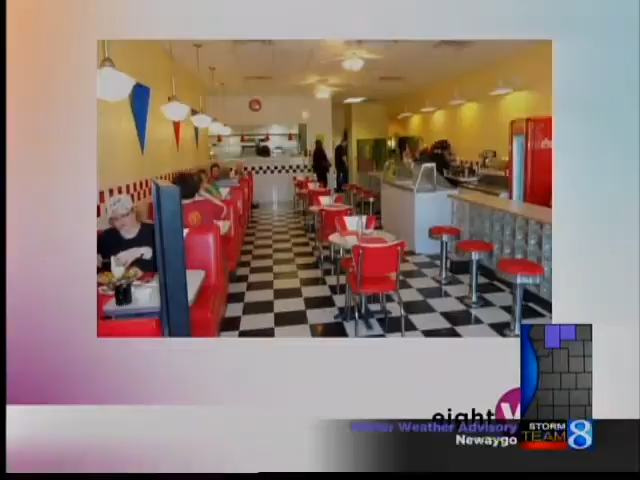 eight
Winter Weather Advisory
Newaygo
STORM
TEAM 8